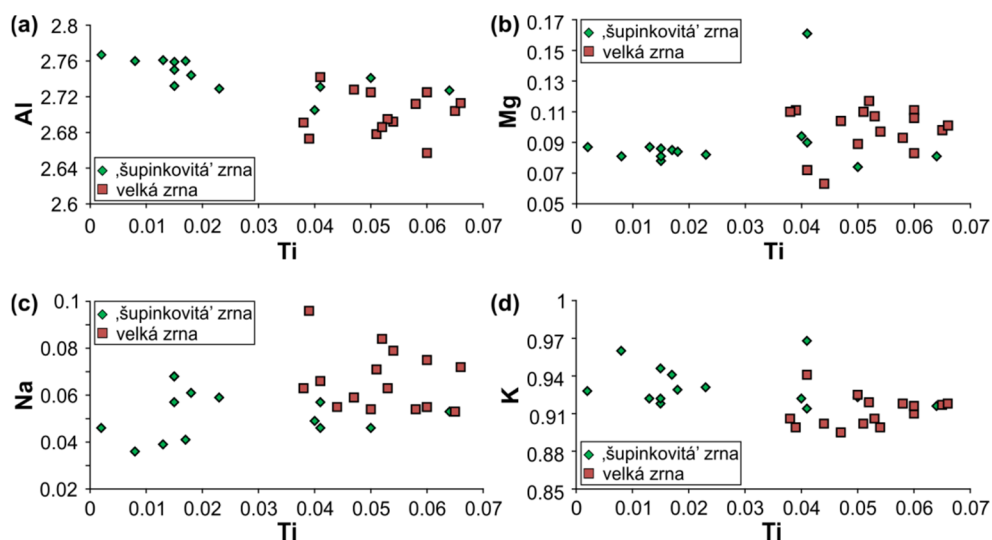 (a)
2.8
2.76
2.72
2.68
2.64
2.6
Al
‚šupinkovitá’ zrna
velká zrna
0 0.01 0.02 0.03 0.04 0.05 0.06 0.07
Ti
(b)
0.17
0.15
0.13
0.11
0.09
0.07
0.05
Mg
‚šupinkovitá’ zrna
velká zrna
0 0.01 0.02 0.03 0.04 0.05 0.06 0.07
Ti
(c)
0.1
0.08
0.06
0.04
0.02
Na
‚šupinkovitá’ zrna
velká zrna
0 0.01 0.02 0.03 0.04 0.05 0.06 0.07
Ti
(d)
1
0.97
0.94
0.91
0.88
0.85
K
‚šupinkovitá’ zrna
velká zrna
0 0.01 0.02 0.03 0.04 0.05 0.06 0.07
Ti